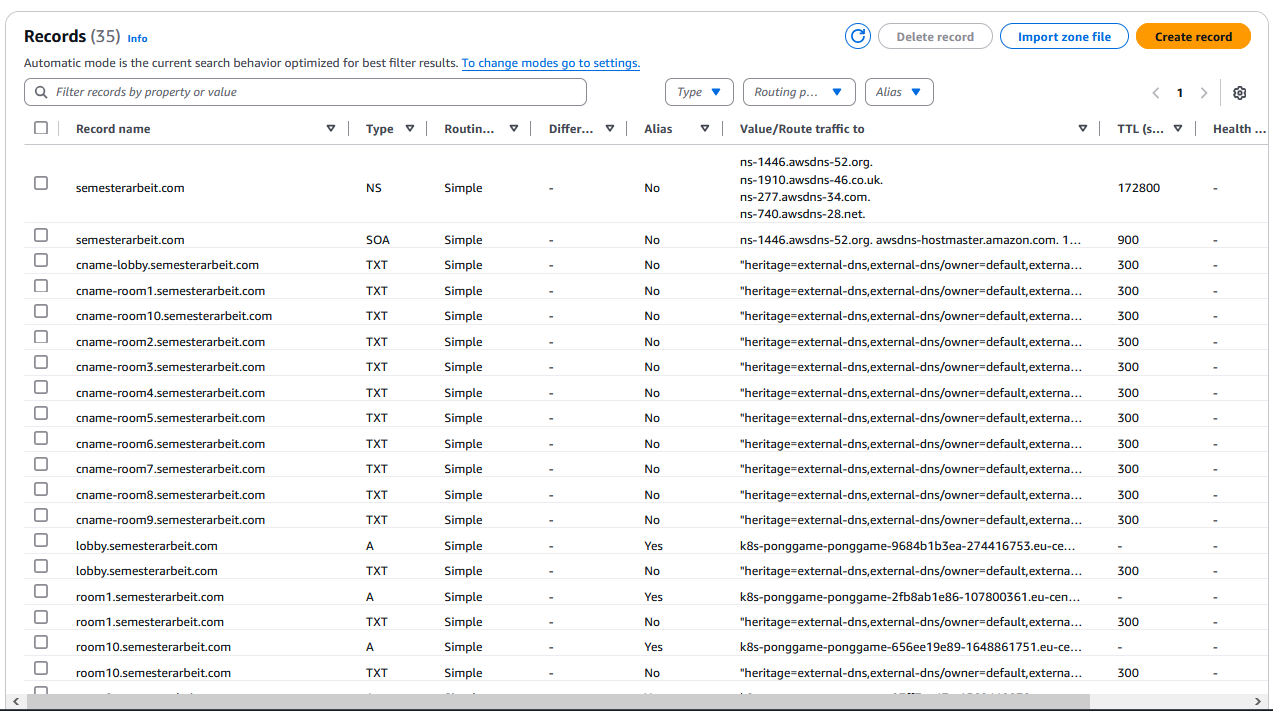 Records (35) Info
Delete record
Import zone file
Create record
Automatic mode is the current search behavior optimized for best filter results. To change modes go to settings.
Filter records by property or value
Type
Routing p...
Alias
1
Record name Type Routin... Differ... Alias Value/Route traffic to TTL (s... Health ...
semesterarbeit.com NS Simple - No ns-1446.awsdns-52.org.
ns-1910.awsdns-46.co.uk.
ns-277.awsdns-34.com.
ns-740.awsdns-28.net. 172800 -
semesterarbeit.com SOA Simple - No ns-1446.awsdns-52.org. awsdns-hostmaster.amazon.com. 1... 900 -
cname-lobby.semesterarbeit.com TXT Simple - No "heritage=external-dns,external-dns/owner=default,externa... 300 -
cname-room1.semesterarbeit.com TXT Simple - No "heritage=external-dns,external-dns/owner=default,externa... 300 -
cname-room10.semesterarbeit.com TXT Simple - No "heritage=external-dns,external-dns/owner=default,externa... 300 -
cname-room2.semesterarbeit.com TXT Simple - No "heritage=external-dns,external-dns/owner=default,externa... 300 -
cname-room3.semesterarbeit.com TXT Simple - No "heritage=external-dns,external-dns/owner=default,externa... 300 -
cname-room4.semesterarbeit.com TXT Simple - No "heritage=external-dns,external-dns/owner=default,externa... 300 -
cname-room5.semesterarbeit.com TXT Simple - No "heritage=external-dns,external-dns/owner=default,externa... 300 -
cname-room6.semesterarbeit.com TXT Simple - No "heritage=external-dns,external-dns/owner=default,externa... 300 -
cname-room7.semesterarbeit.com TXT Simple - No "heritage=external-dns,external-dns/owner=default,externa... 300 -
cname-room8.semesterarbeit.com TXT Simple - No "heritage=external-dns,external-dns/owner=default,externa... 300 -
cname-room9.semesterarbeit.com TXT Simple - No "heritage=external-dns,external-dns/owner=default,externa... 300 -
lobby.semesterarbeit.com A Simple - Yes k8s-ponggame-ponggame-9684b1b3ea-274416753.eu-ce... - -
lobby.semesterarbeit.com TXT Simple - No "heritage=external-dns,external-dns/owner=default,externa... 300 -
room1.semesterarbeit.com A Simple - Yes k8s-ponggame-ponggame-2fb8ab1e86-107800361.eu-cen... - -
room1.semesterarbeit.com TXT Simple - No "heritage=external-dns,external-dns/owner=default,externa... 300 -
room10.semesterarbeit.com A Simple - Yes k8s-ponggame-ponggame-656ee19e89-1648861751.eu-ce... - -
room10.semesterarbeit.com TXT Simple - No "heritage=external-dns,external-dns/owner=default,externa... 300 -